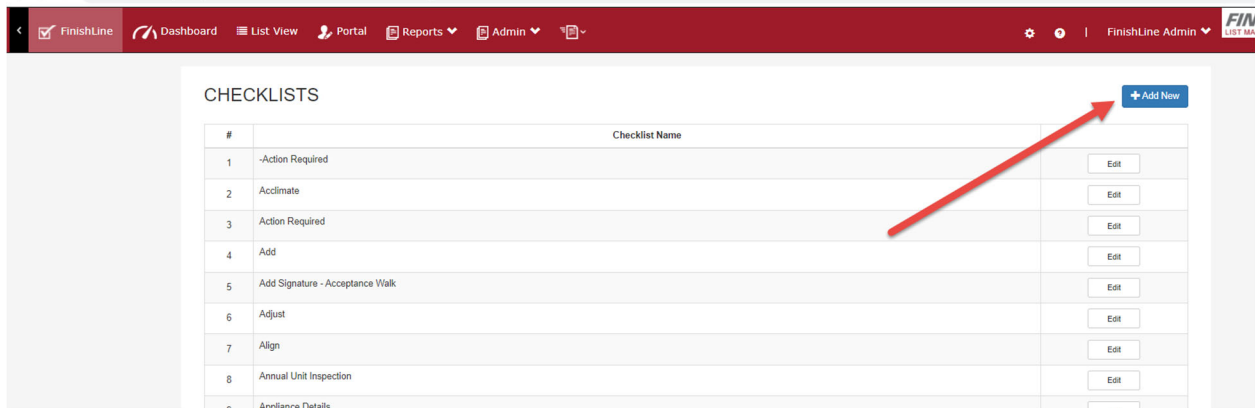 FinishLine Dashboard List View Portal Reports Admin | FinishLine Admin
CHECKLISTS
+ Add New
# Checklist Name
1 -Action Required Edit
2 Acclimate Edit
3 Action Required Edit
4 Add Edit
5 Add Signature - Acceptance Walk Edit
6 Adjust Edit
7 Align Edit
8 Annual Unit Inspection Edit
Appliance Details